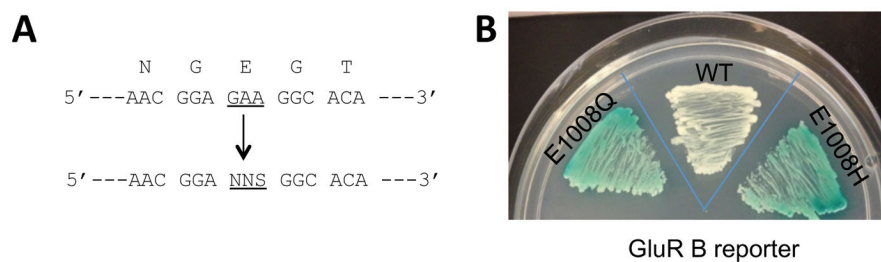 A
N G E G T
5’ ---AAC GGA GAA GGC ACA ---3’
5’ ---AAC GGA NNS GGC ACA ---3’
B
WT
E1008Q
E1008H
GluR B reporter